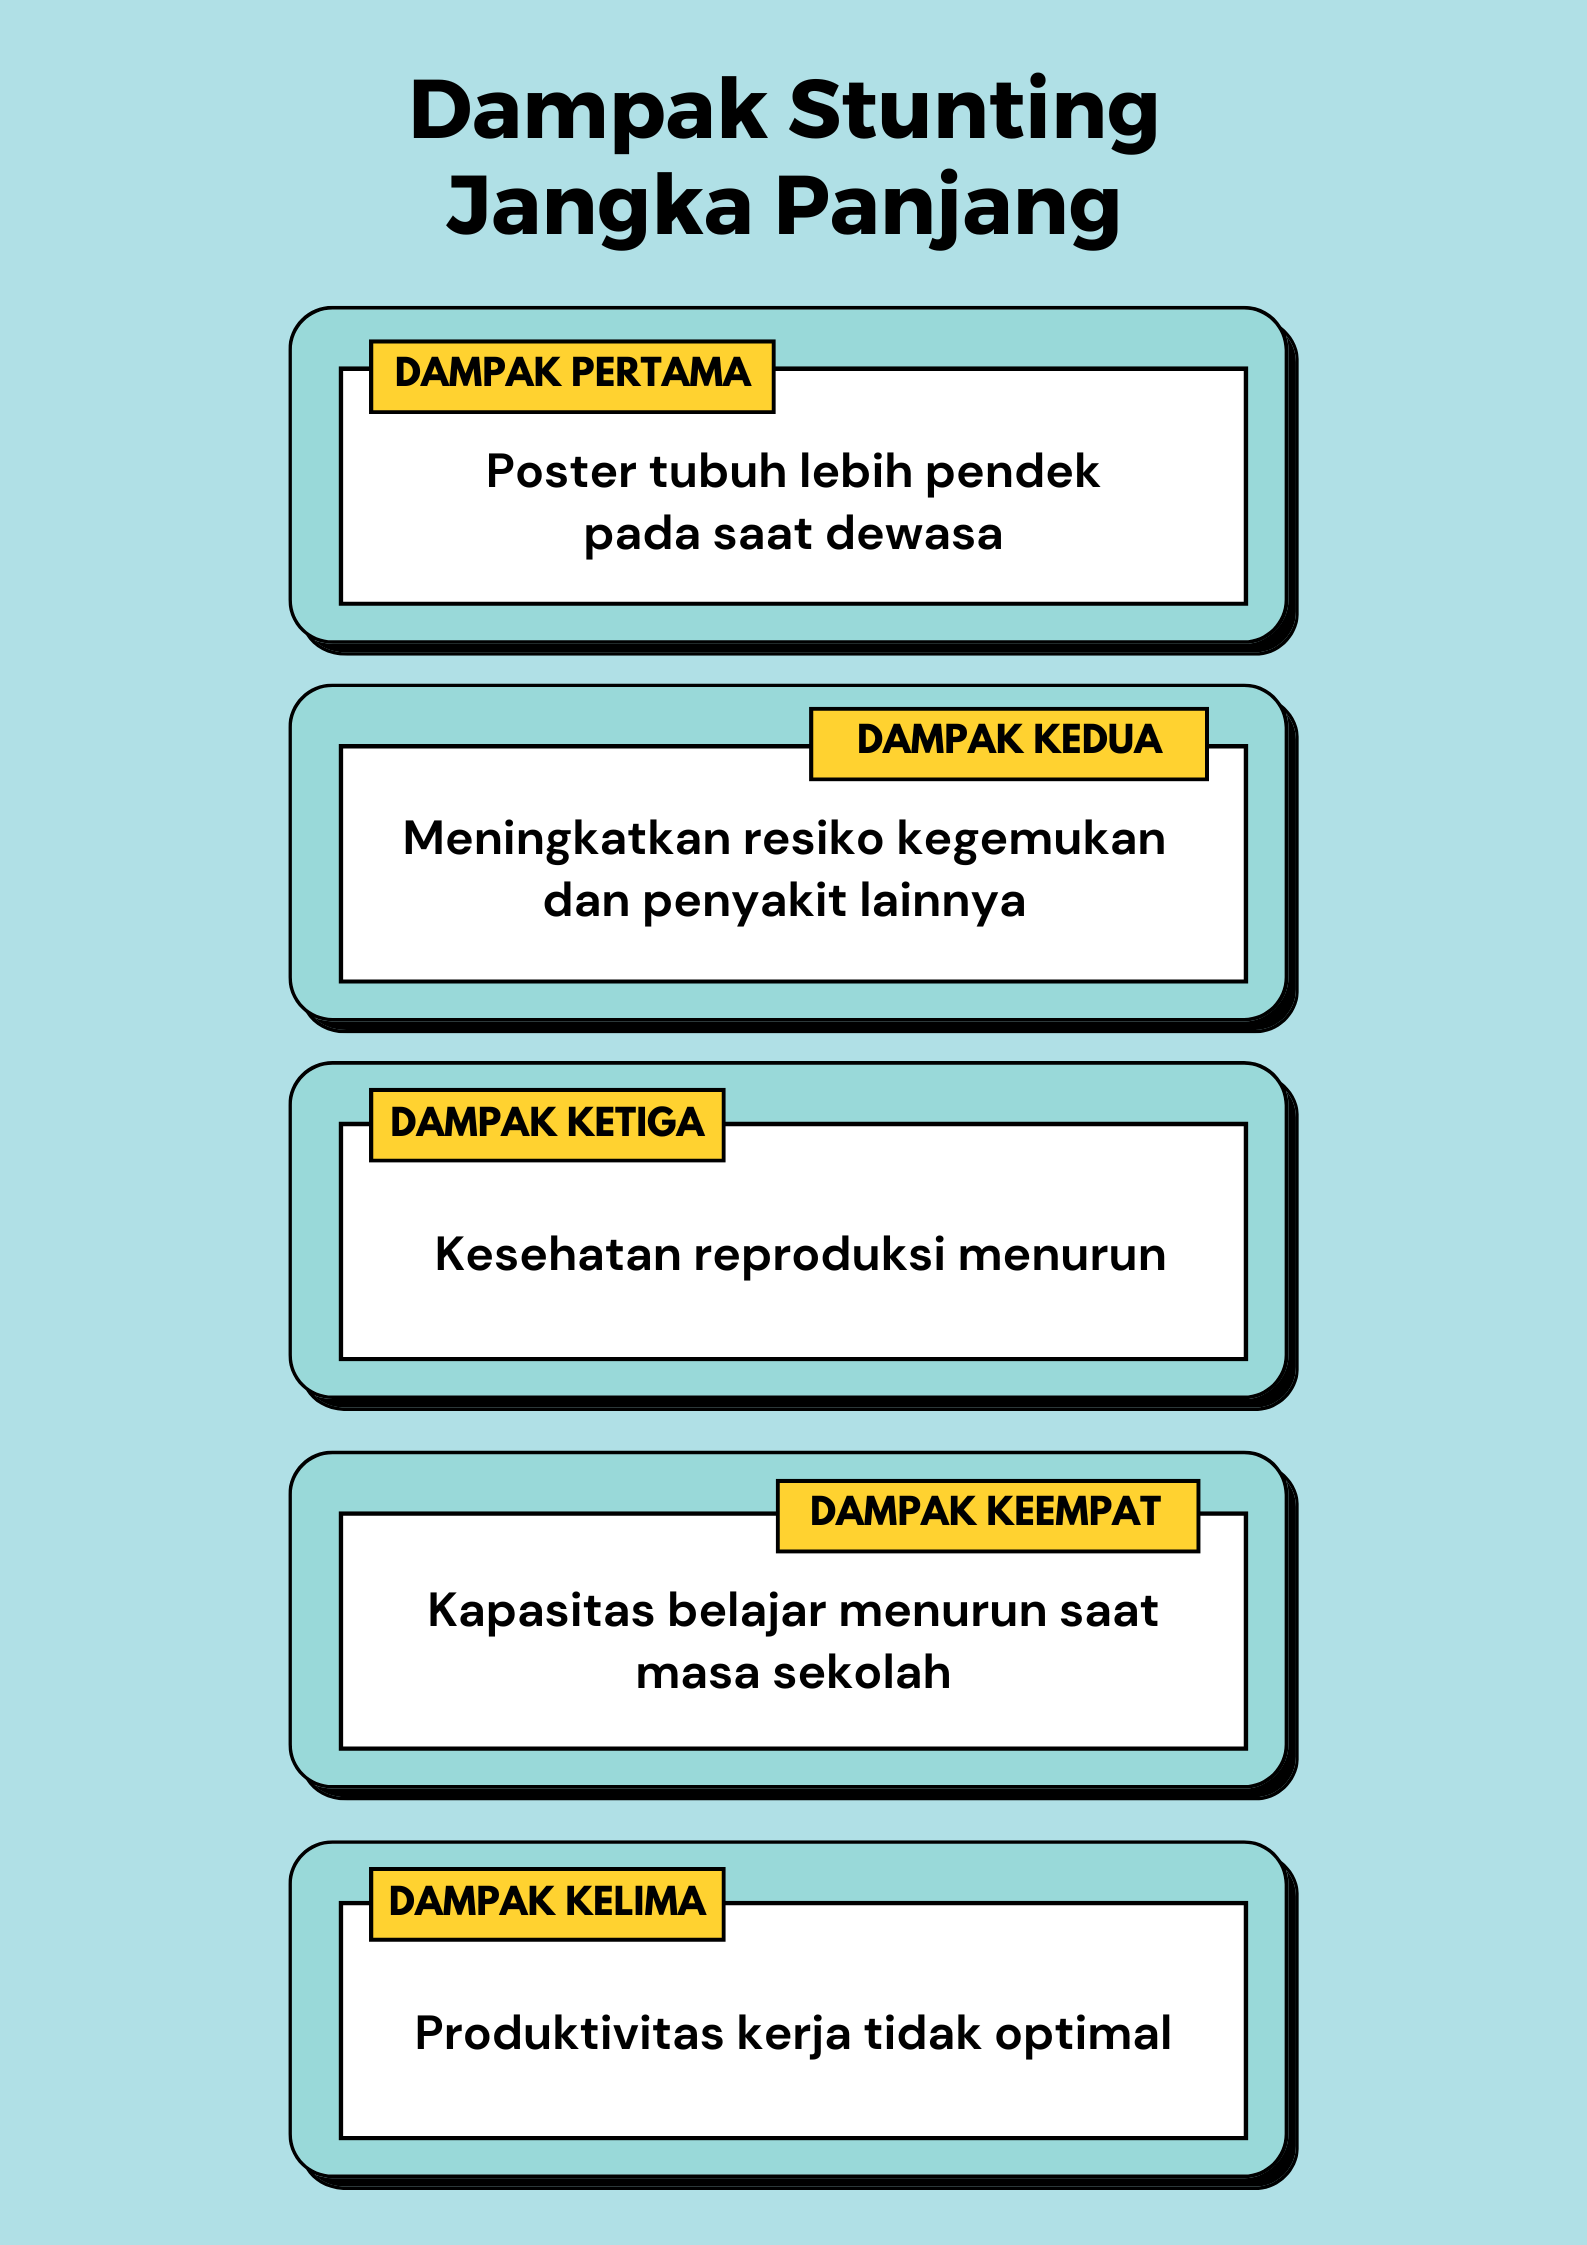 Dampak Stunting
Jangka Panjang
DAMPAK PERTAMA
Poster tubuh lebih pendek
pada saat dewasa
DAMPAK KEDUA
Meningkatkan resiko kegemukan
dan penyakit lainnya
DAMPAK KETIGA
Kesehatan reproduksi menurun
DAMPAK KEEMPAT
Kapasitas belajar menurun saat
masa sekolah
DAMPAK KELIMA
Produktivitas kerja tidak optimal